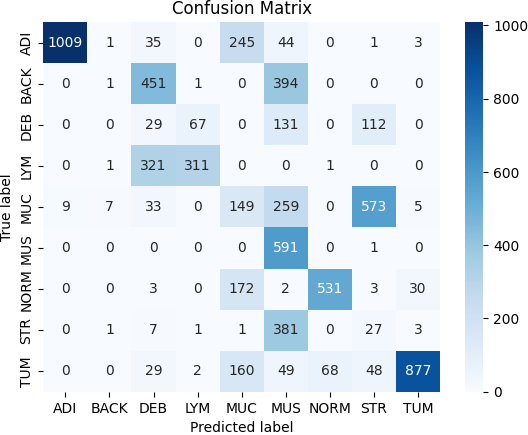 Confusion Matrix
ADI 1009 1 35 0 245 44 0 1 3
BACK 0 1 451 1 0 394 0 0 0
DEB 0 0 29 67 0 131 0 112 0
LYM 0 1 321 311 0 0 1 0 0
MUC 9 7 33 0 149 259 0 573 5
MUS 0 0 0 0 0 591 0 1 0
NORM 0 0 3 0 172 2 531 3 30
STR 0 1 7 1 1 381 0 27 3
TUM 0 0 29 2 160 49 68 48 877
ADI BACK DEB LYM MUC MUS NORM STR TUM
Predicted label
True label
1000
800
600
400
200
0